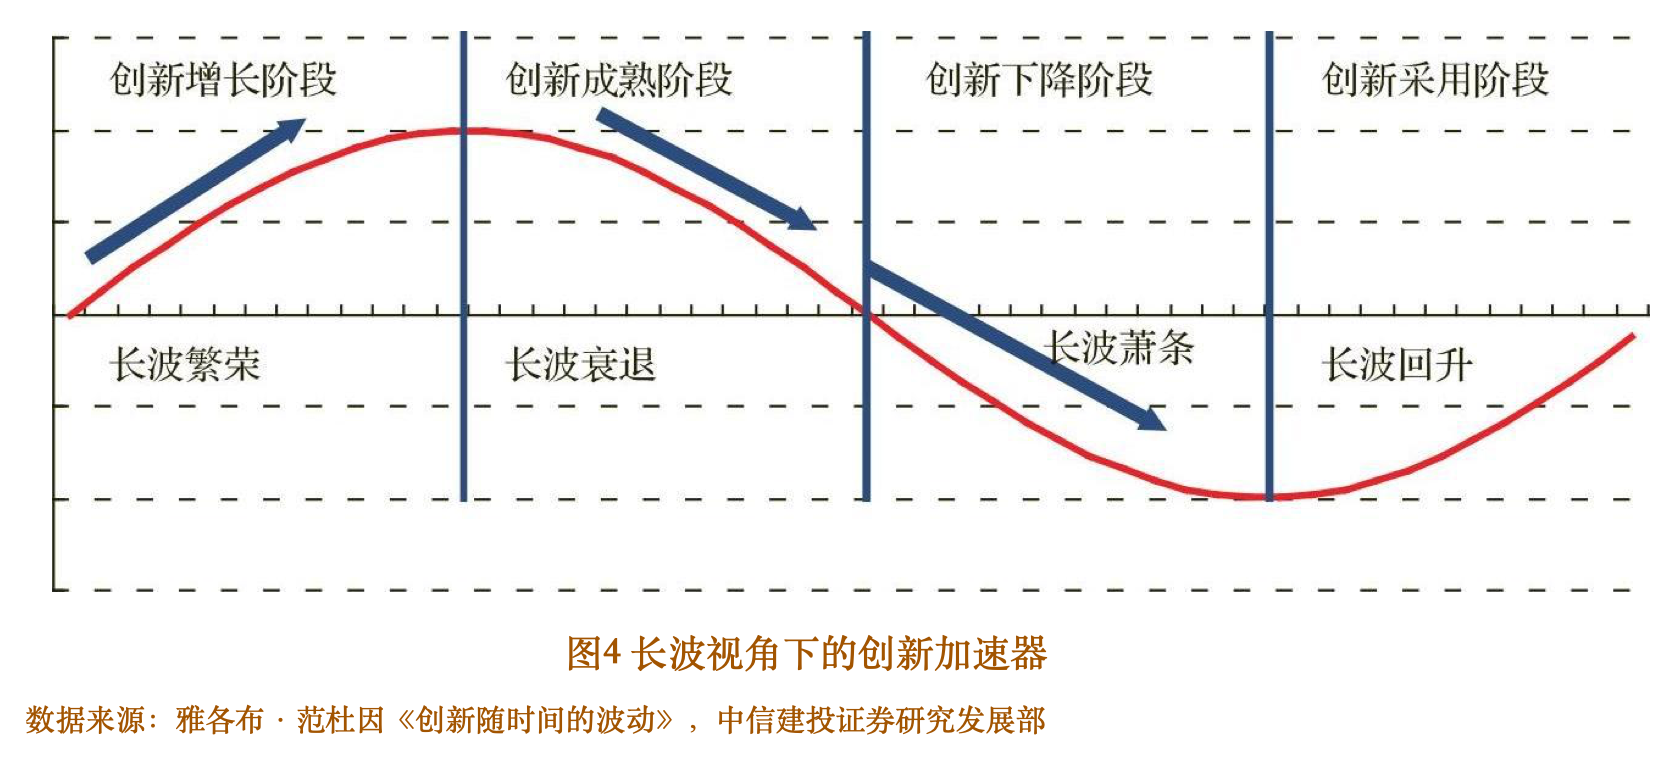 创新增长阶段
创新成熟阶段
创新下降阶段
创新采用阶段
长波繁荣
长波衰退
长波萧条
长波回升
图4 长波视角下的创新加速器
数据来源：雅各布·范杜因《创新随时间的波动》，中信建投证券研究发展部